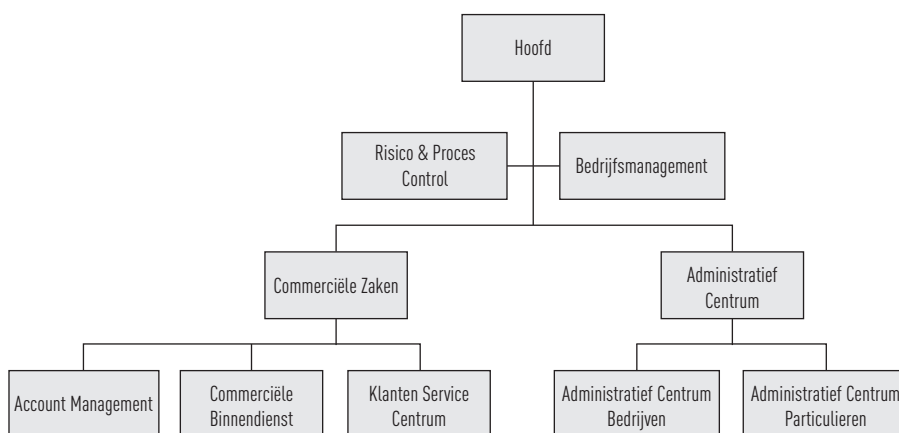 Hoofd
Risico & Proces
Control
Bedrijfsmanagement
Commerciële Zaken
Administratief
Centrum
Account Management
Commerciële
Binnendienst
Klanten Service
Centrum
Administratief Centrum
Bedrijven
Administratief Centrum
Particulieren